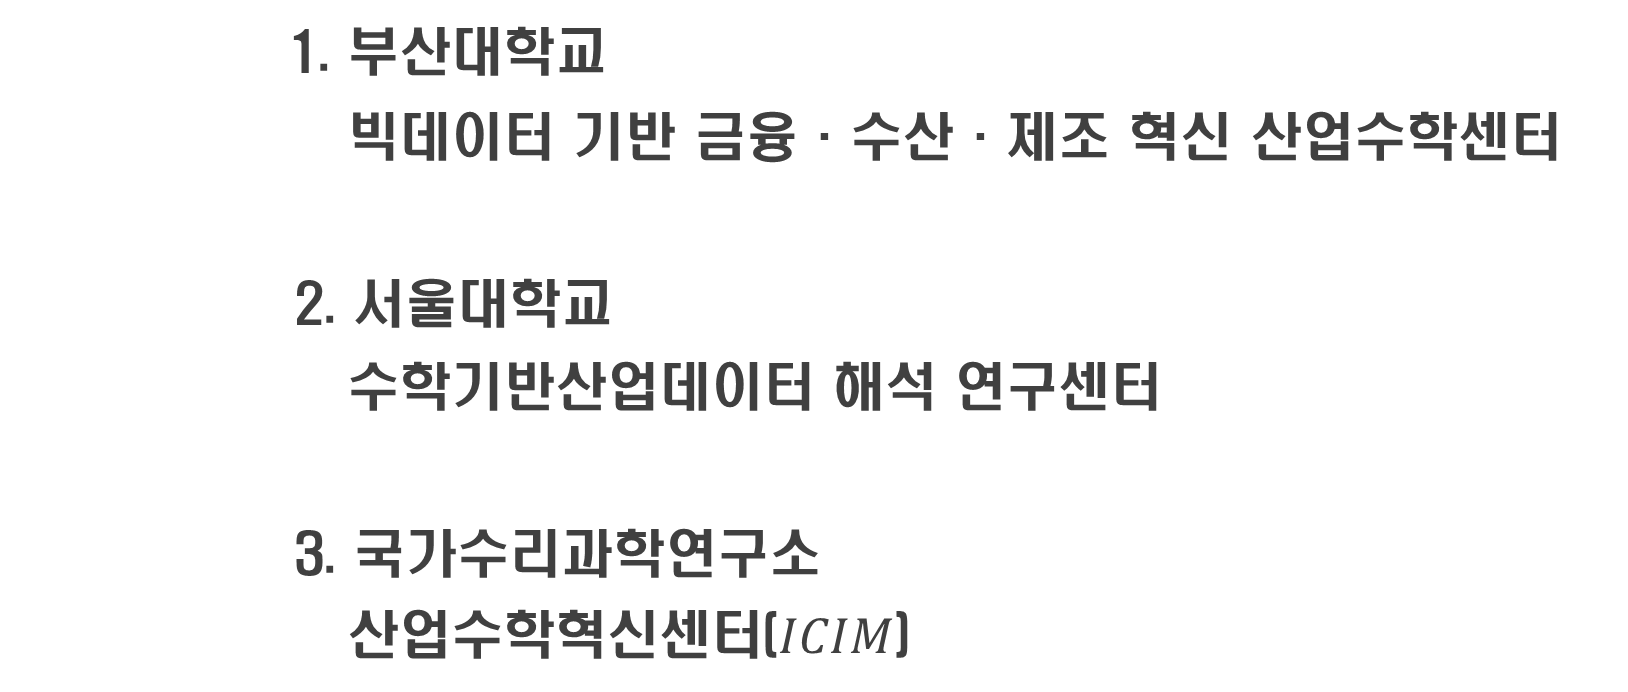 1. 부산대학교
빅데이터 기반 금융·수산·제조 혁신 산업수학센터
2. 서울대학교
수학기반산업데이터 해석 연구센터
3. 국가수리과학연구소
산업수학혁신센터(ICIM)